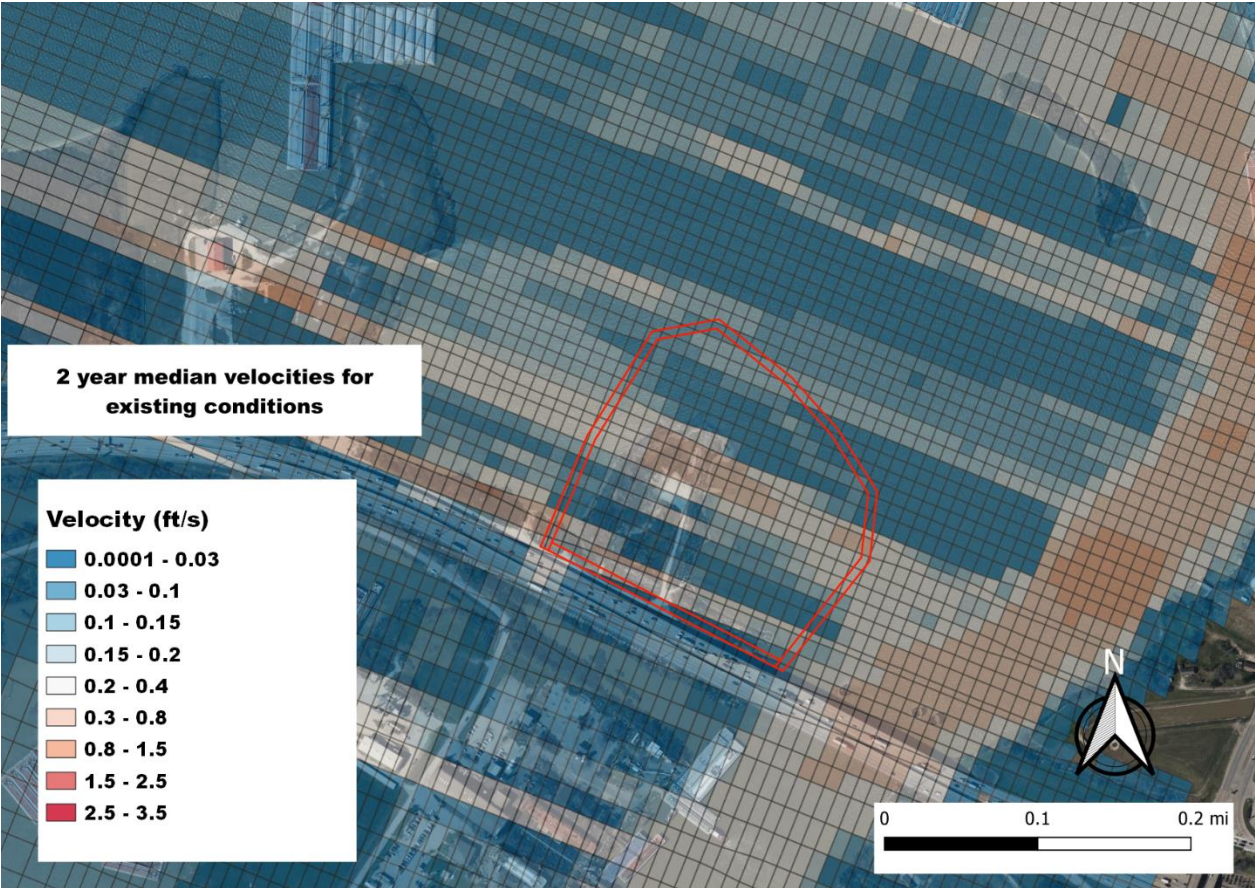 2 year median velocities for
existing conditions
Velocity (ft/s)
0.0001 - 0.03
0.03 - 0.1
0.1 - 0.15
0.15 - 0.2
0.2 - 0.4
0.3 - 0.8
0.8 - 1.5
1.5 - 2.5
2.5 - 3.5
N
0 0.1 0.2 mi